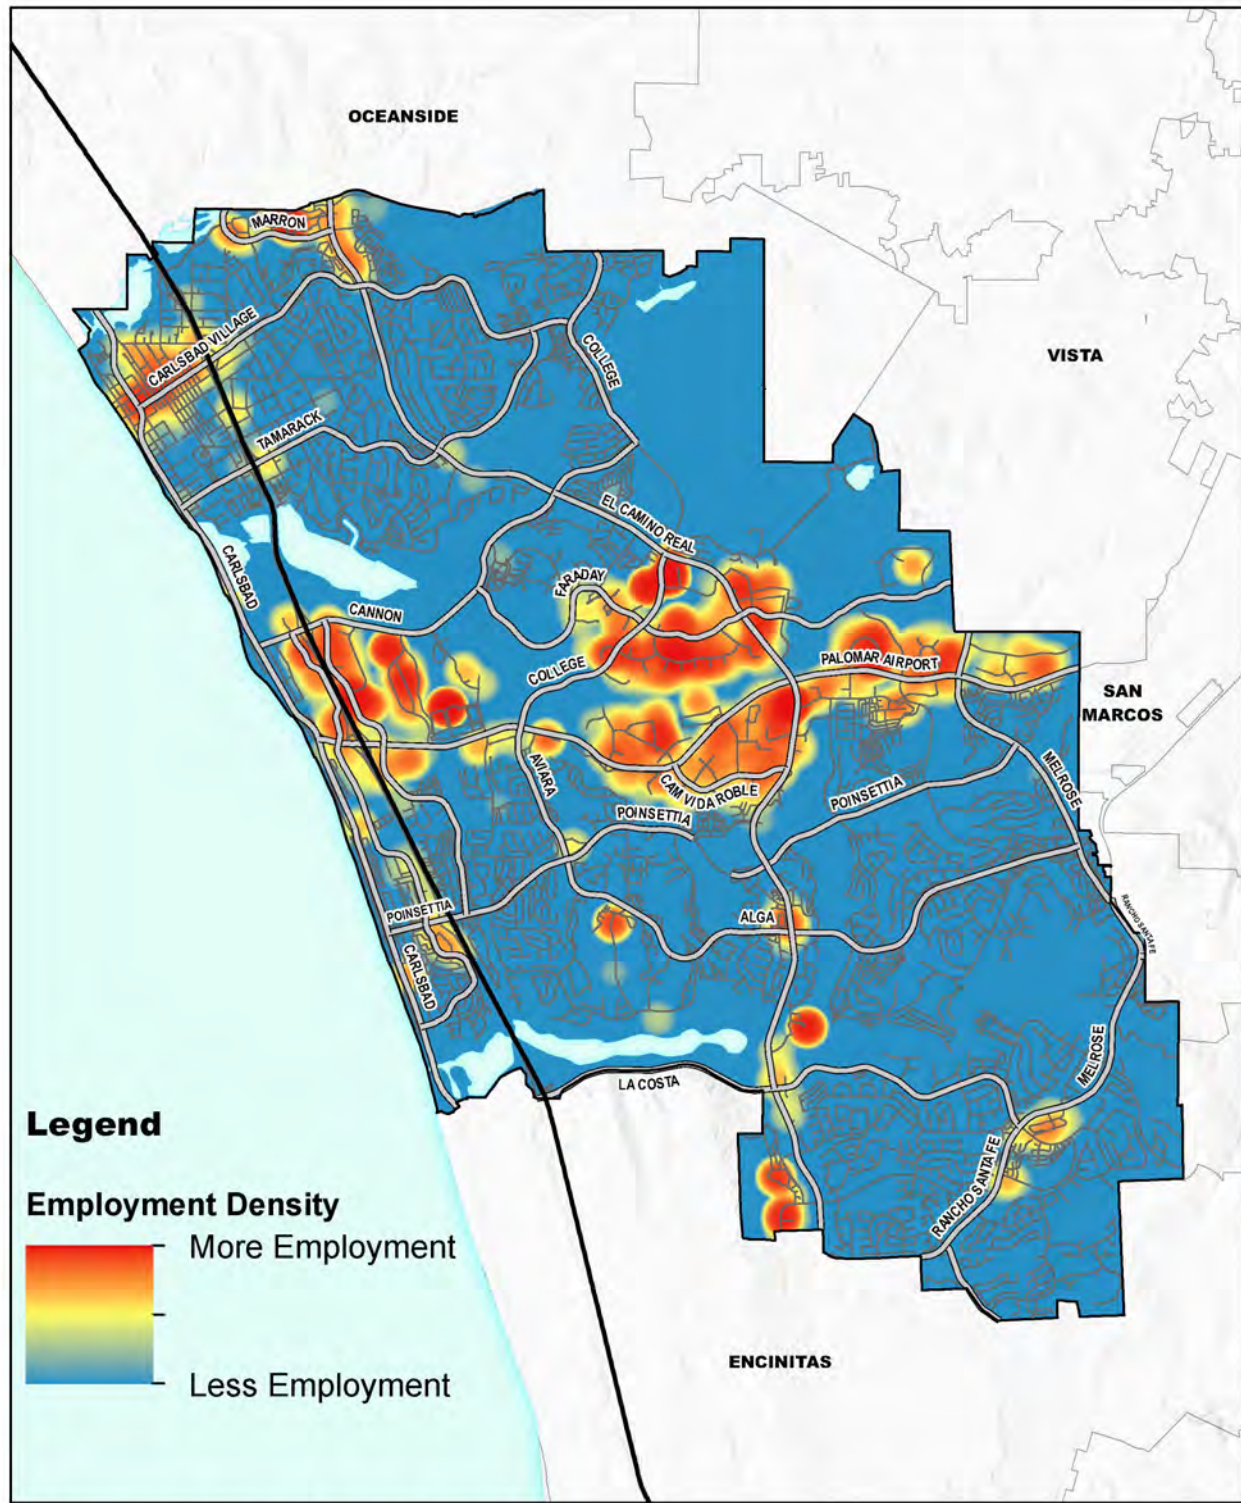 OCEANSIDE
MARRON
CARLSBAD VILLAGE
COLLEGE
VISTA
TAMARACK
EL CAMINO REAL
CARLSBAD
FARADAY
CANNON
COLLEGE
PALOMAR AIRPORT
SAN
MARCOS
AVIARA
CAM VIDA ROBLE
POINSETTIA
MELROSE
POINSETTIA
POINSETTIA
ALGA
RANCHO SANTA FE
CARLSBAD
MELROSE
LA COSTA
RANCHO SANTA FE
Legend
Employment Density
More Employment
Less Employment
ENCINITAS